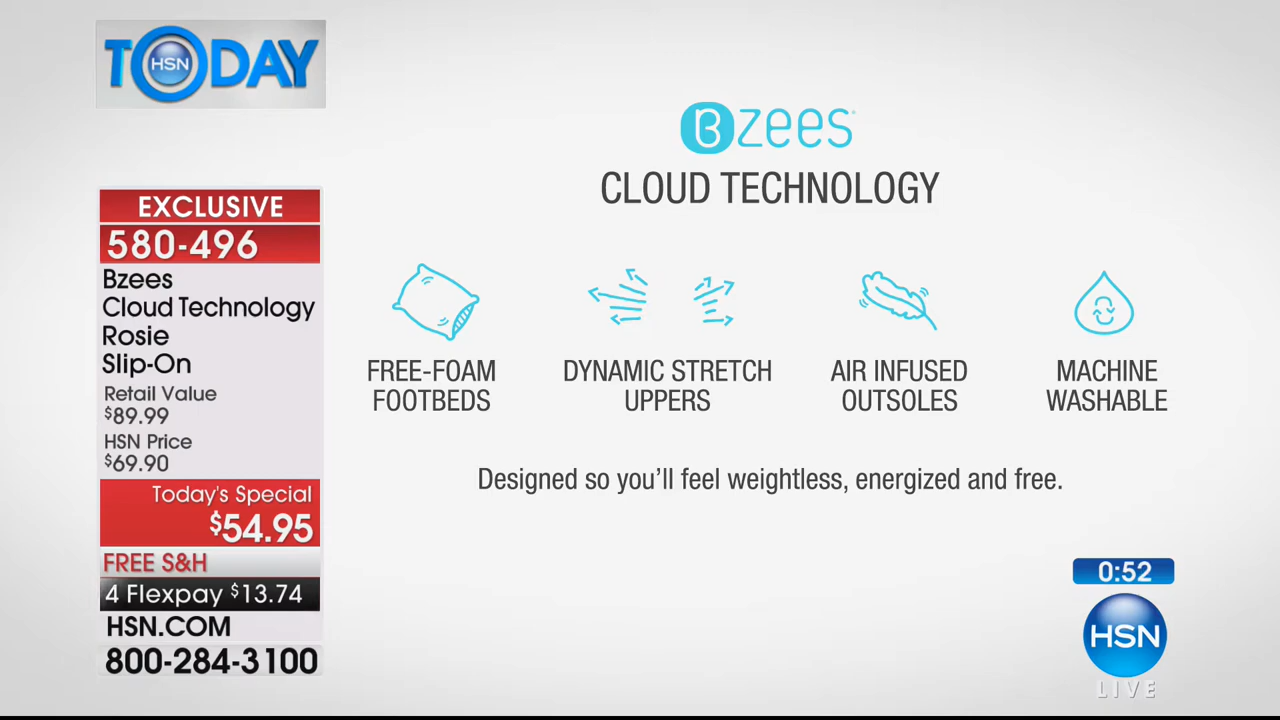 HSN
TODAY
Bzees
CLOUD TECHNOLOGY
EXCLUSIVE
580-496
Bzees
Cloud Technology
Rosie
Slip-On
Retail Value
$89.99
HSN Price
$69.90
Today's Special
$54.95
FREE S&H
4 Flexpay $13.74
HSN.COM
800-284-3100
FREE-FOAM
FOOTBEDS
DYNAMIC STRETCH
UPPERS
AIR INFUSED
OUTSOLES
MACHINE
WASHABLE
Designed so you'll feel weightless, energized and free.
0:52
HSN
LIVE